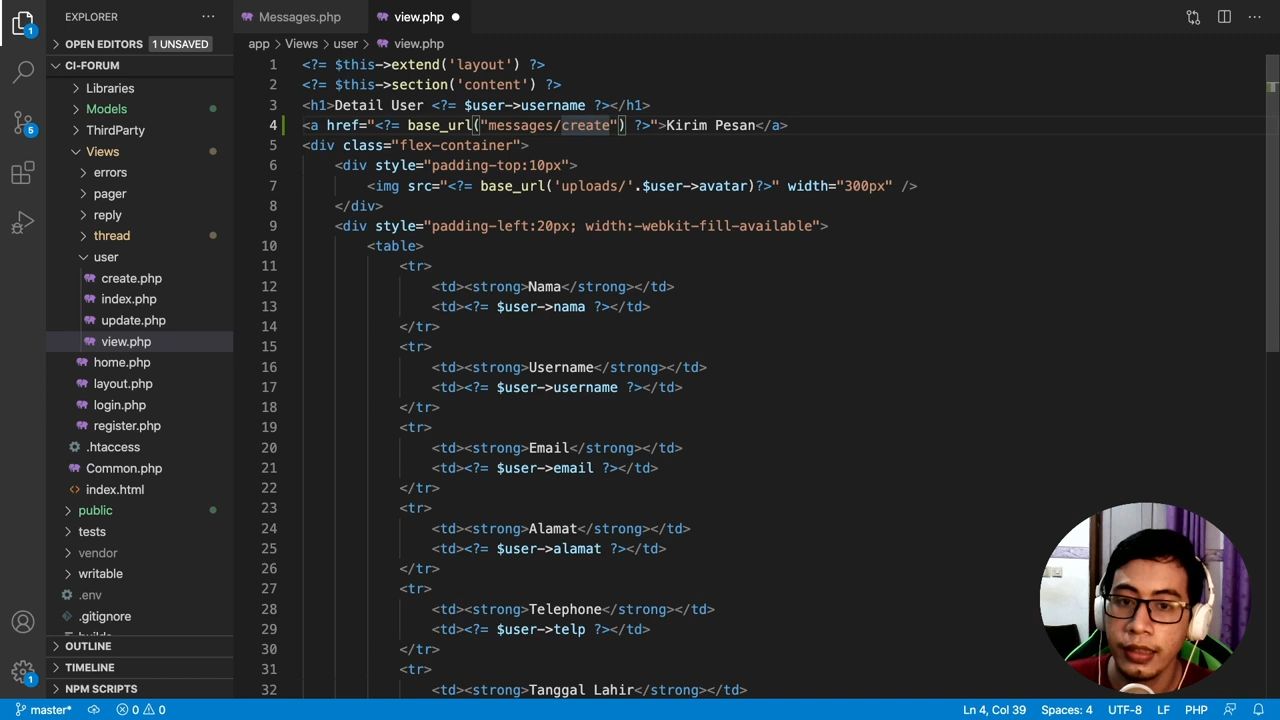 EXPLORER
OPEN EDITORS 1 UNSAVED
CI-FORUM
Libraries
Models
ThirdParty
Views
errors
pager
reply
thread
user
create.php
index.php
update.php
view.php
home.php
layout.php
login.php
register.php
.htaccess
Common.php
index.html
public
tests
vendor
writable
.env
.gitignore
builds
OUTLINE
TIMELINE
NPM SCRIPTS
1
5
1
Messages.php view.php
app > Views > user > view.php
1 <?= $this->extend('layout') ?>
2 <?= $this->section('content') ?>
3 <h1>Detail User <?= $user->username ?></h1>
4 <a href="<?= base_url("messages/create") ?>">Kirim Pesan</a>
5 <div class="flex-container">
6 <div style="padding-top:10px">
7 <img src="<?= base_url('uploads/'.$user->avatar)?>" width="300px" />
8 </div>
9 <div style="padding-left:20px; width:-webkit-fill-available">
10 <table>
11 <tr>
12 <td><strong>Nama</strong></td>
13 <td><?= $user->nama ?></td>
14 </tr>
15 <tr>
16 <td><strong>Username</strong></td>
17 <td><?= $user->username ?></td>
18 </tr>
19 <tr>
20 <td><strong>Email</strong></td>
21 <td><?= $user->email ?></td>
22 </tr>
23 <tr>
24 <td><strong>Alamat</strong></td>
25 <td><?= $user->alamat ?></td>
26 </tr>
27 <tr>
28 <td><strong>Telephone</strong></td>
29 <td><?= $user->telp ?></td>
30 </tr>
31 <tr>
32 <td><strong>Tanggal Lahir</strong></td>
master* 0 0 Ln 4, Col 39 Spaces: 4 UTF-8 LF PHP